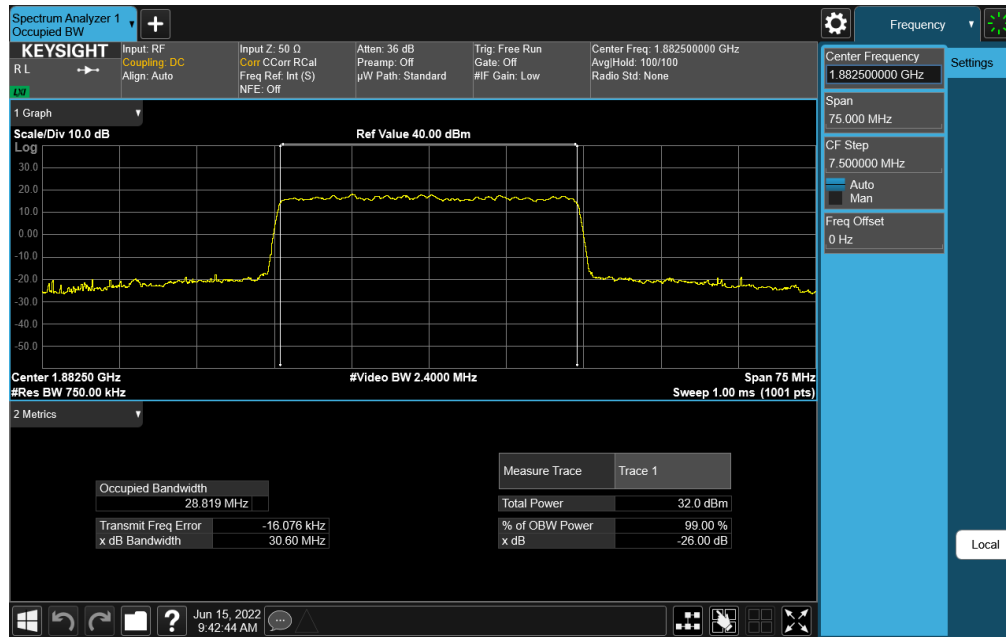 Spectrum Analyzer 1
Occupied BW
KEYSIGHT
R L
LXI
Input: RF
Coupling: DC
Align: Auto
Input Z: 50 Ω
Corr CCorr RCal
Freq Ref: Int (S)
NFE: Off
Atten: 36 dB
Preamp: Off
µW Path: Standard
Trig: Free Run
Gate: Off
#IF Gain: Low
Center Freq: 1.882500000 GHz
Avg|Hold: 100/100
Radio Std: None
1 Graph
Scale/Div 10.0 dB
Ref Value 40.00 dBm
Log
30.0
20.0
10.0
0.00
-10.0
-20.0
-30.0
-40.0
-50.0
Center 1.88250 GHz
#Video BW 2.4000 MHz
Span 75 MHz
#Res BW 750.00 kHz
Sweep 1.00 ms (1001 pts)
2 Metrics
Occupied Bandwidth
28.819 MHz
Transmit Freq Error -16.076 kHz
x dB Bandwidth 30.60 MHz
Measure Trace Trace 1
Total Power 32.0 dBm
% of OBW Power 99.00 %
x dB -26.00 dB
?
Jun 15, 2022
9:42:44 AM
Frequency
Settings
Center Frequency
1.882500000 GHz
Span
75.000 MHz
CF Step
7.500000 MHz
Auto
Man
Freq Offset
0 Hz
Local